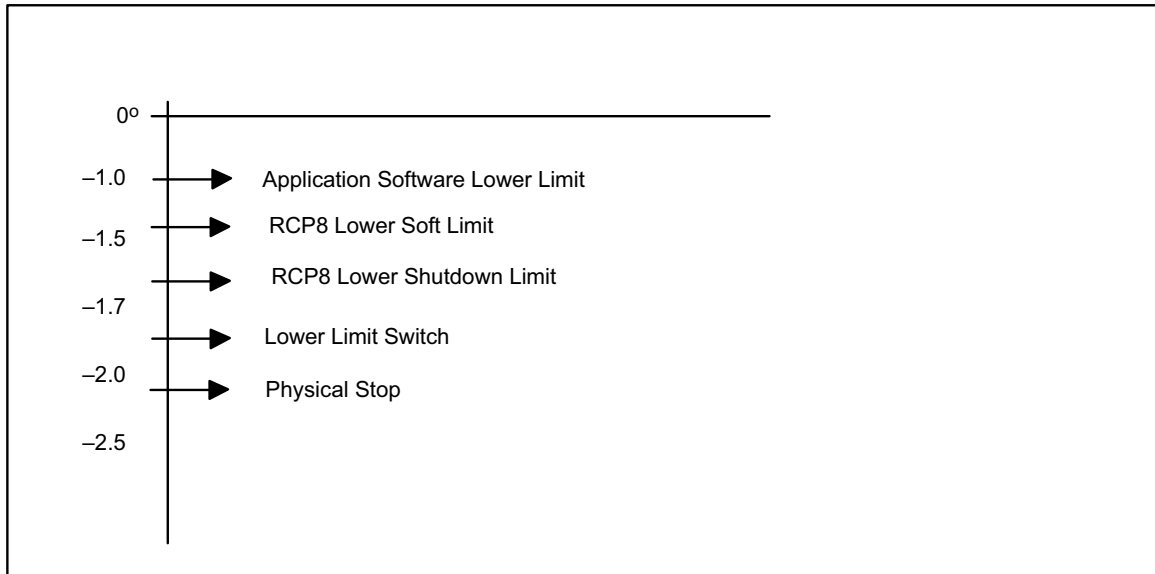 0º
–1.0 Application Software Lower Limit
RCP8 Lower Soft Limit
–1.5
RCP8 Lower Shutdown Limit
–1.7
Lower Limit Switch
–2.0
Physical Stop
–2.5